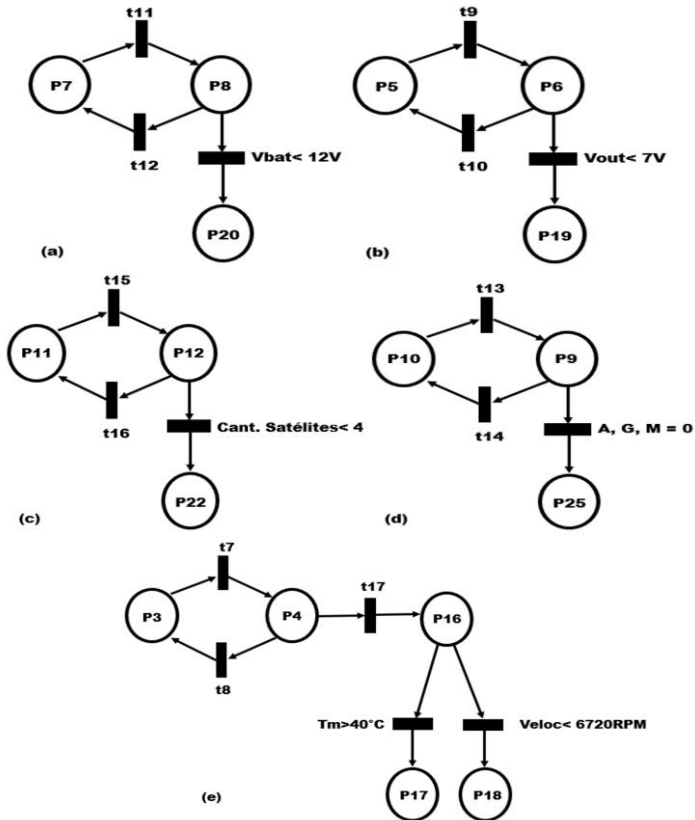 t11
P7
P8
t12
Vbat< 12V
P20
(a)
t9
P5
P6
t10
Vout< 7V
P19
(b)
t15
P11
P12
t16
Cant. Satélites< 4
P22
(c)
t13
P10
P9
t14
A, G, M = 0
P25
(d)
t7
P3
P4
t17
P16
t8
Tm>40°C
Veloc< 6720RPM
P17
P18
(e)